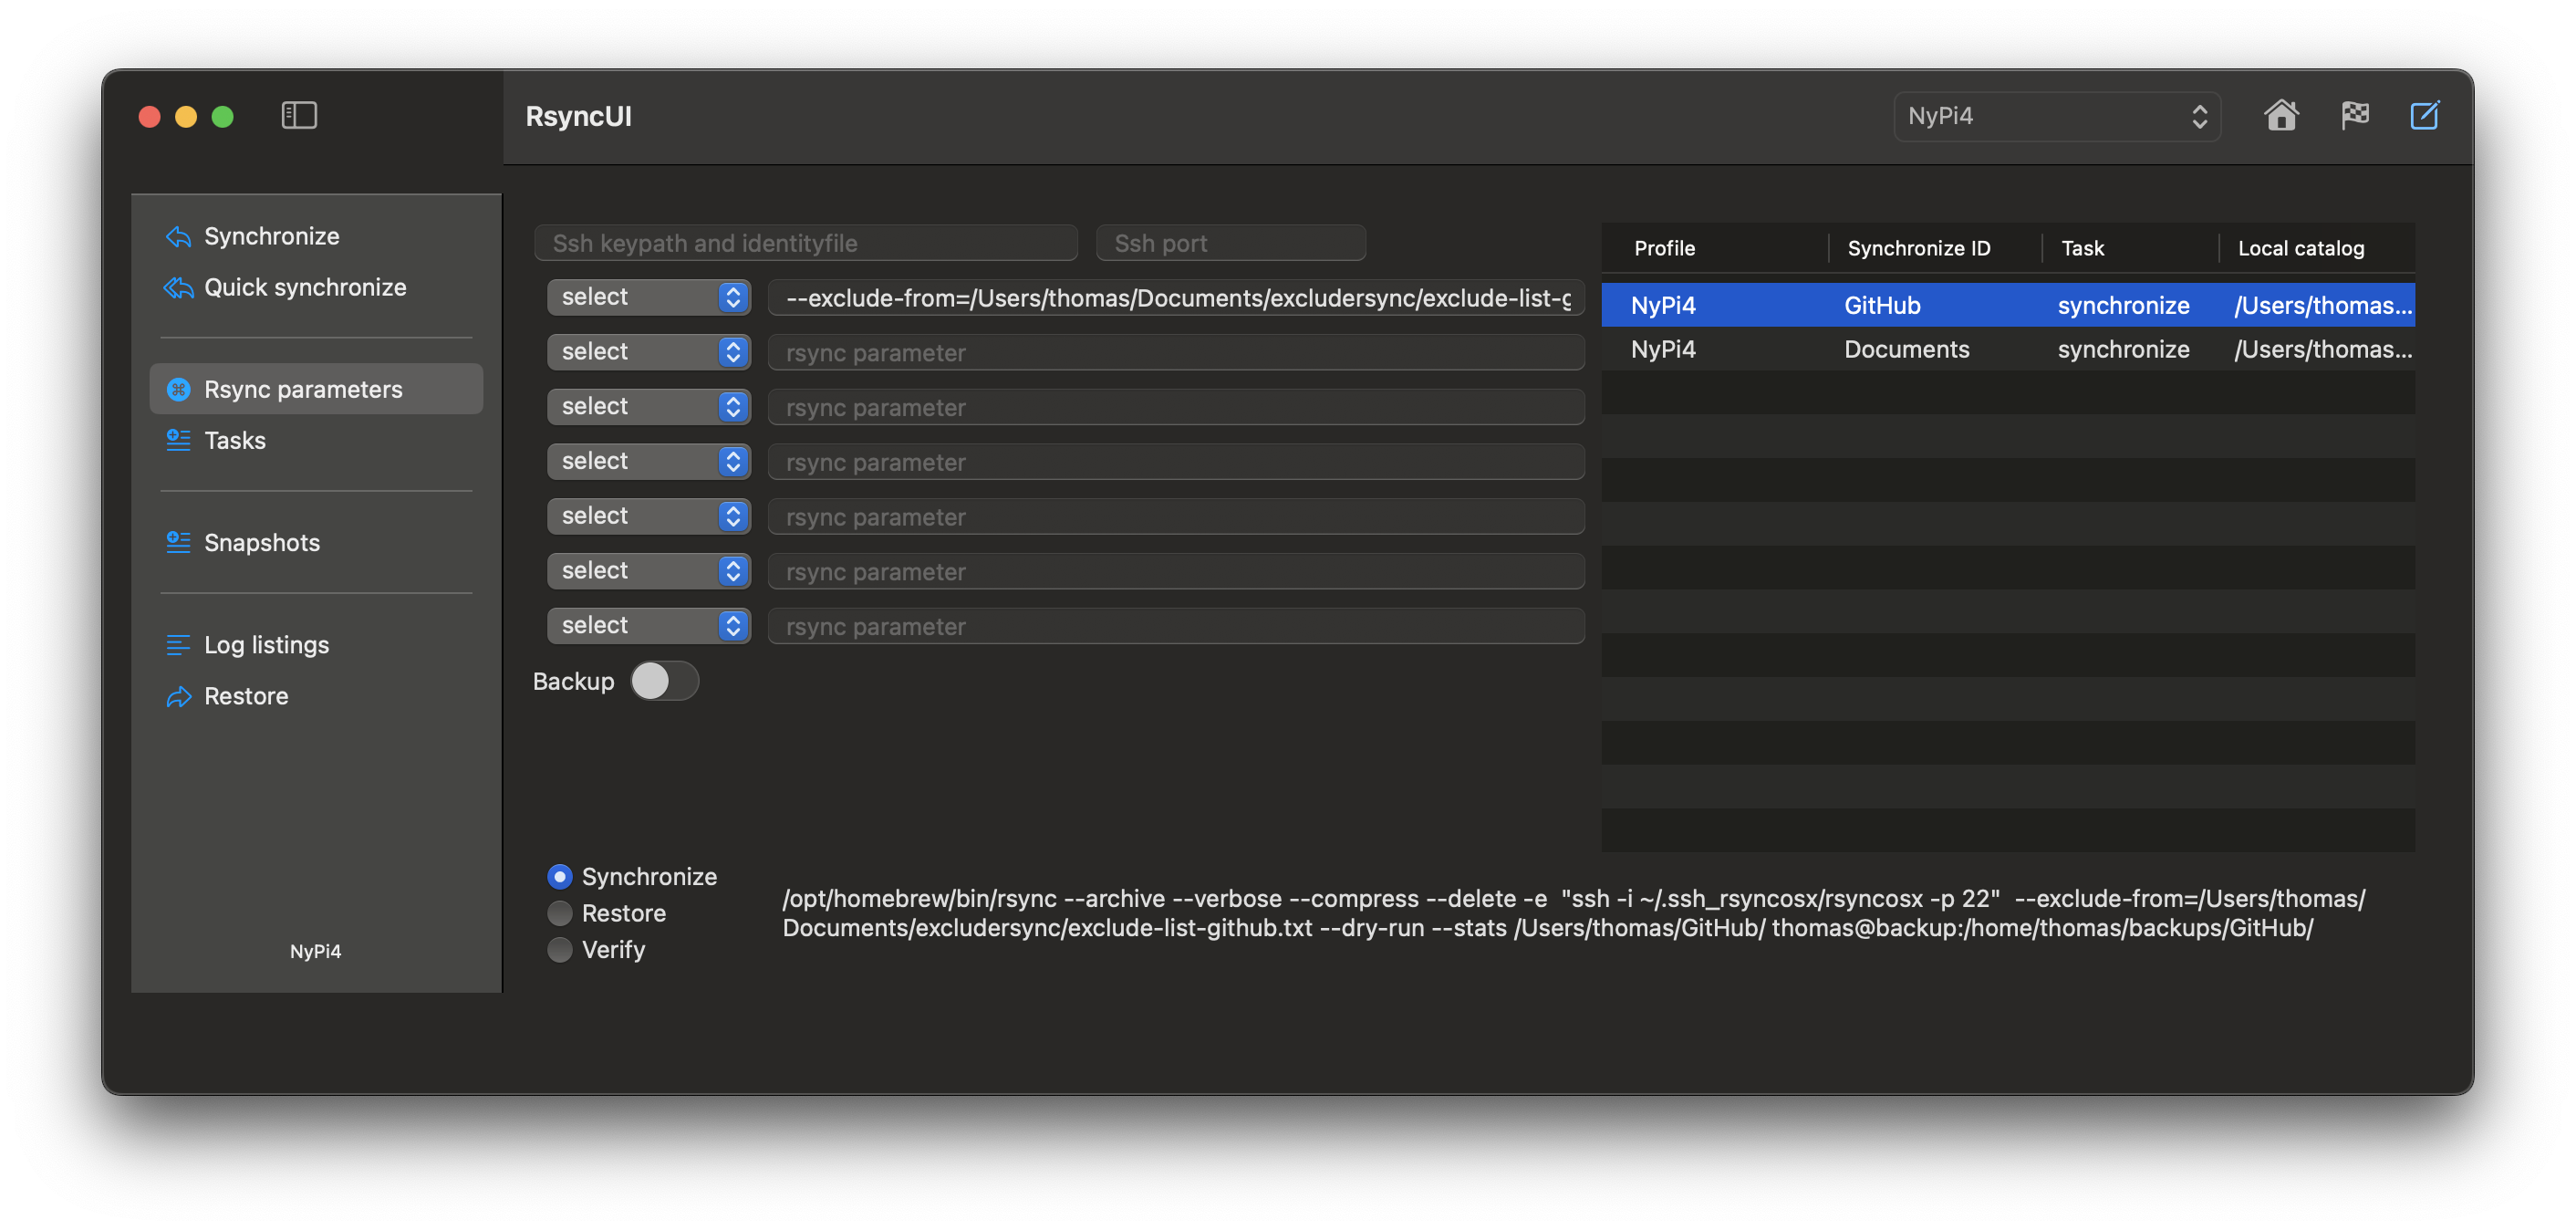 RsyncUI
NyPi4
Synchronize
Quick synchronize
Rsync parameters
Tasks
Snapshots
Log listings
Restore
NyPi4
Ssh keypath and identityfile
Ssh port
select
--exclude-from=/Users/thomas/Documents/excludersync/exclude-list-g
select
rsync parameter
select
rsync parameter
select
rsync parameter
select
rsync parameter
select
rsync parameter
select
rsync parameter
Backup
Profile Synchronize ID Task Local catalog
NyPi4 GitHub synchronize /Users/thomas...
NyPi4 Documents synchronize /Users/thomas...
Synchronize
Restore
Verify
/opt/homebrew/bin/rsync --archive --verbose --compress --delete -e  "ssh -i ~/.ssh_rsyncosx/rsyncosx -p 22"  --exclude-from=/Users/thomas/
Documents/excludersync/exclude-list-github.txt --dry-run --stats /Users/thomas/GitHub/ thomas@backup:/home/thomas/backups/GitHub/